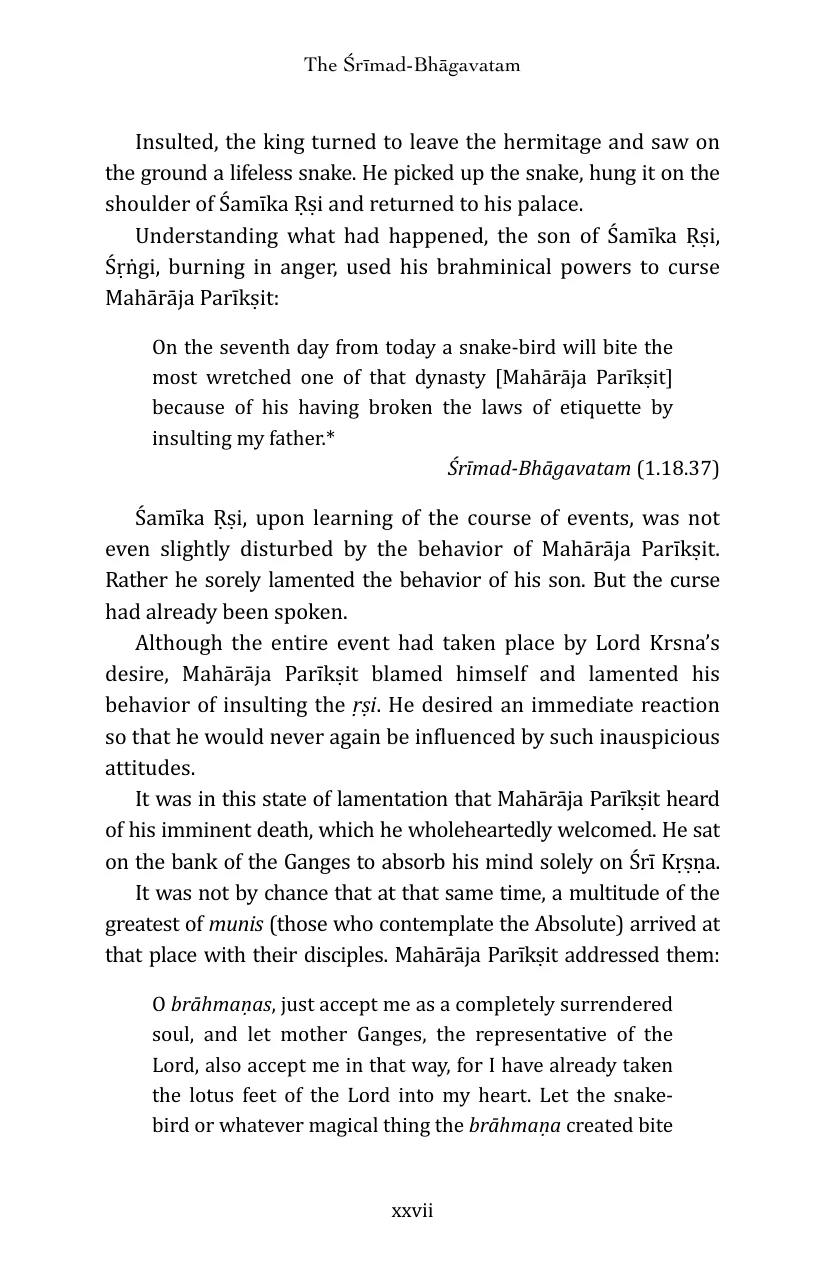 The Śrīmad-Bhāgavatam
Insulted, the king turned to leave the hermitage and saw on
the ground a lifeless snake. He picked up the snake, hung it on the
shoulder of Śamīka Ṛṣi and returned to his palace.
Understanding what had happened, the son of Śamīka Ṛṣi,
Śṛṅgi, burning in anger, used his brahminical powers to curse
Mahārāja Parīkṣit:
On the seventh day from today a snake-bird will bite the
most wretched one of that dynasty [Mahārāja Parīkṣit]
because of his having broken the laws of etiquette by
insulting my father.*
Śrīmad-Bhāgavatam (1.18.37)
Śamīka Ṛṣi, upon learning of the course of events, was not
even slightly disturbed by the behavior of Mahārāja Parīkṣit.
Rather he sorely lamented the behavior of his son. But the curse
had already been spoken.
Although the entire event had taken place by Lord Krsna’s
desire, Mahārāja Parīkṣit blamed himself and lamented his
behavior of insulting the ṛṣi. He desired an immediate reaction
so that he would never again be influenced by such inauspicious
attitudes.
It was in this state of lamentation that Mahārāja Parīkṣit heard
of his imminent death, which he wholeheartedly welcomed. He sat
on the bank of the Ganges to absorb his mind solely on Śrī Kṛṣṇa.
It was not by chance that at that same time, a multitude of the
greatest of munis (those who contemplate the Absolute) arrived at
that place with their disciples. Mahārāja Parīkṣit addressed them:
O brāhmaṇas, just accept me as a completely surrendered
soul, and let mother Ganges, the representative of the
Lord, also accept me in that way, for I have already taken
the lotus feet of the Lord into my heart. Let the snake-
bird or whatever magical thing the brāhmaṇa created bite
xxvii